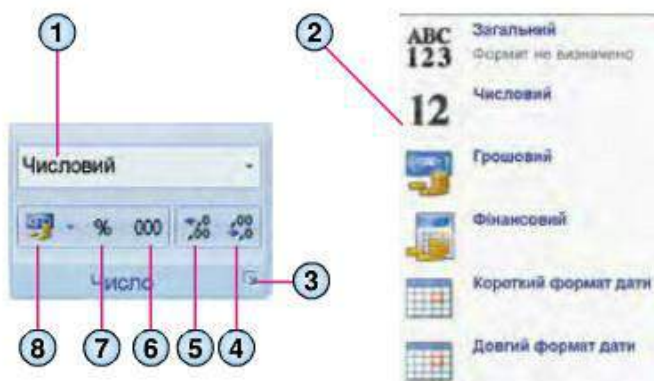 1
2
ABC
123
Загальний
Формат не визначено
12
Числовий
Числовий
Грошовий
% 000
,0
,00
,00
,0
Фінансовий
Число
3
Короткий формат дати
8
7
6
5
4
Довгий формат дати